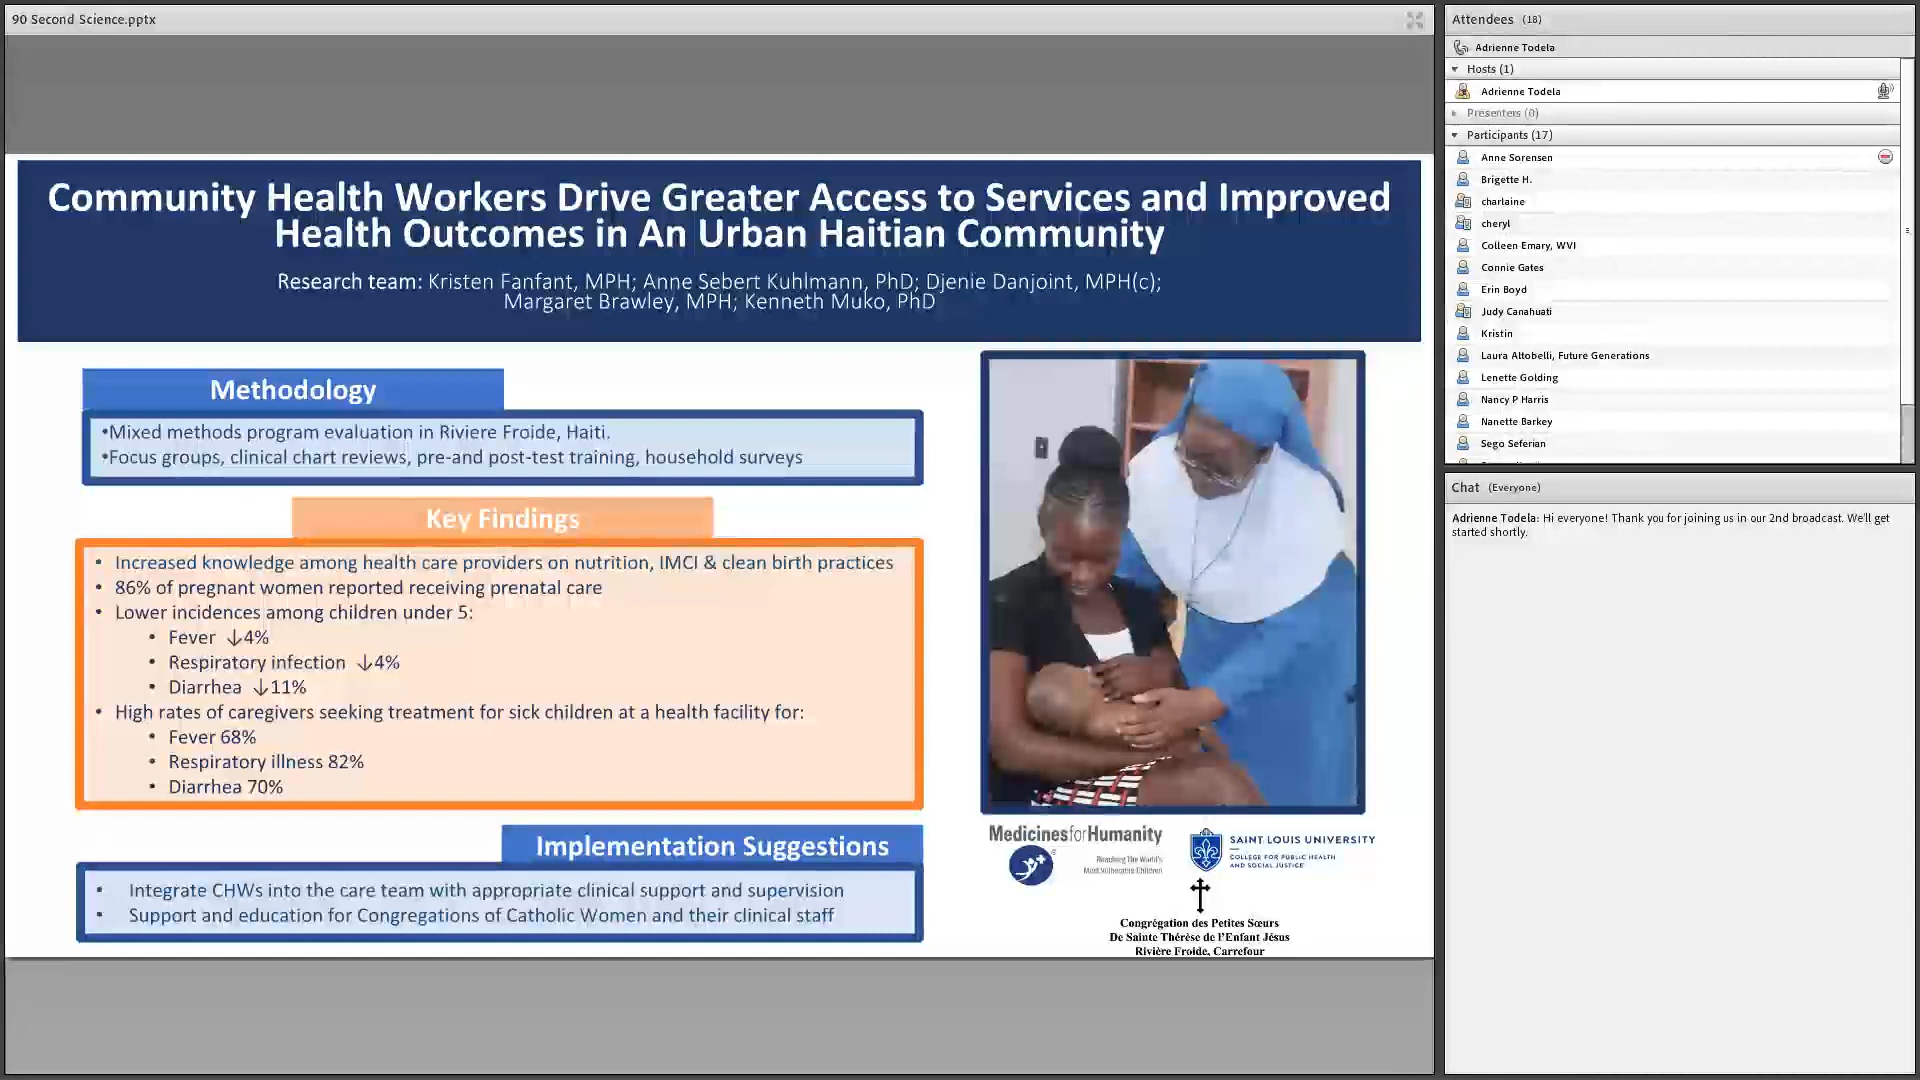 90 Second Science.pptx
Community Health Workers Drive Greater Access to Services and Improved
Health Outcomes in An Urban Haitian Community
Research team: Kristen Fanfant, MPH; Anne Sebert Kuhlmann, PhD; Djenie Danjoint, MPH(c);
Margaret Brawley, MPH; Kenneth Muko, PhD
Methodology
•Mixed methods program evaluation in Riviere Froide, Haiti.
•Focus groups, clinical chart reviews, pre-and post-test training, household surveys
Key Findings
• Increased knowledge among health care providers on nutrition, IMCI & clean birth practices
• 86% of pregnant women reported receiving prenatal care
• Lower incidences among children under 5:
• Fever ↓4%
• Respiratory infection ↓4%
• Diarrhea ↓11%
• High rates of caregivers seeking treatment for sick children at a health facility for:
• Fever 68%
• Respiratory illness 82%
• Diarrhea 70%
Implementation Suggestions
• Integrate CHWs into the care team with appropriate clinical support and supervision
• Support and education for Congregations of Catholic Women and their clinical staff
MedicinesforHumanity
Reaching The World's
Most Vulnerable Children
SAINT LOUIS UNIVERSITY
COLLEGE FOR PUBLIC HEALTH
AND SOCIAL JUSTICE
Congrégation des Petites Sœurs
De Sainte Thérèse de l'Enfant Jésus
Rivière Froide, Carrefour
Attendees (18)
Adrienne Todela
Hosts (1)
Adrienne Todela
Presenters (0)
Participants (17)
Anne Sorensen
Brigette H.
charlaine
cheryl
Colleen Emary, WVI
Connie Gates
Erin Boyd
Judy Canahuati
Kristin
Laura Altobelli, Future Generations
Lenette Golding
Nancy P Harris
Nanette Barkey
Sego Seferian
Chat (Everyone)
Adrienne Todela: Hi everyone! Thank you for joining us in our 2nd broadcast. We'll get
started shortly.